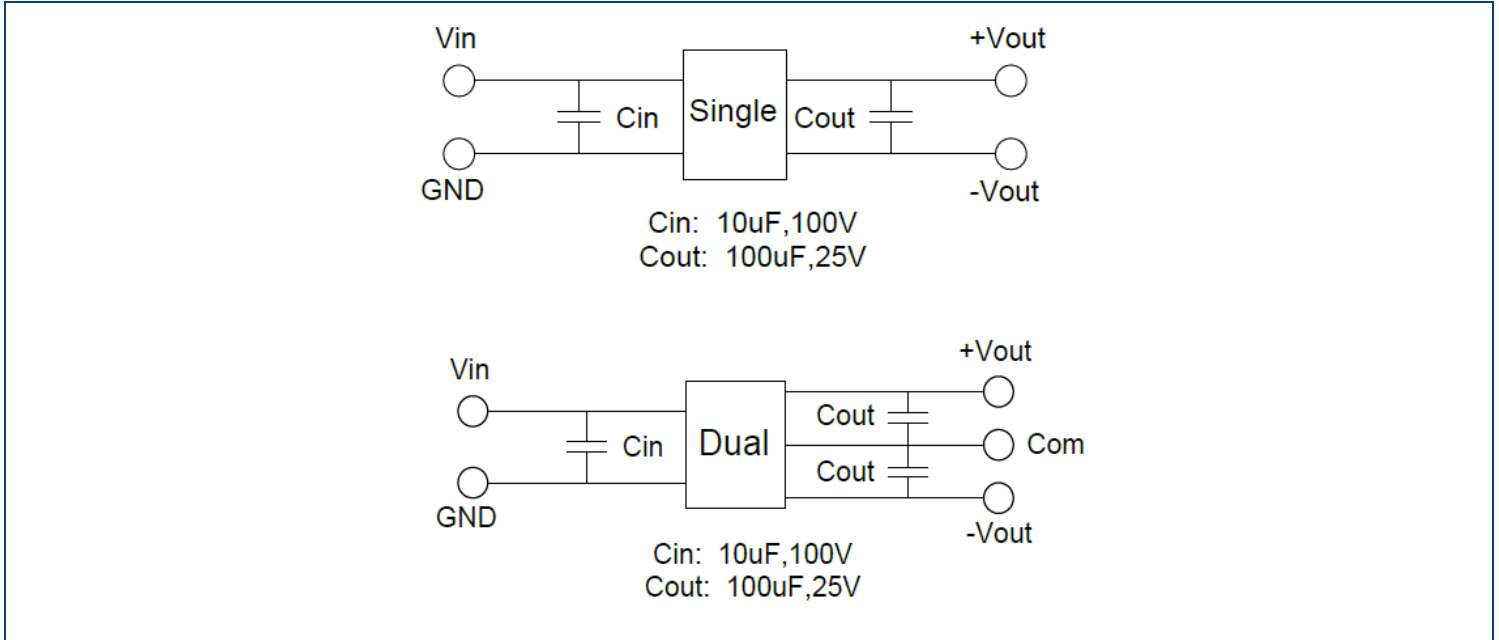 Vin
+Vout
Cin
Single
Cout
GND
-Vout
Cin: 10uF,100V
Cout: 100uF,25V
+Vout
Vin
Cout
Cin
Dual
Com
Cout
GND
-Vout
Cin: 10uF,100V
Cout: 100uF,25V